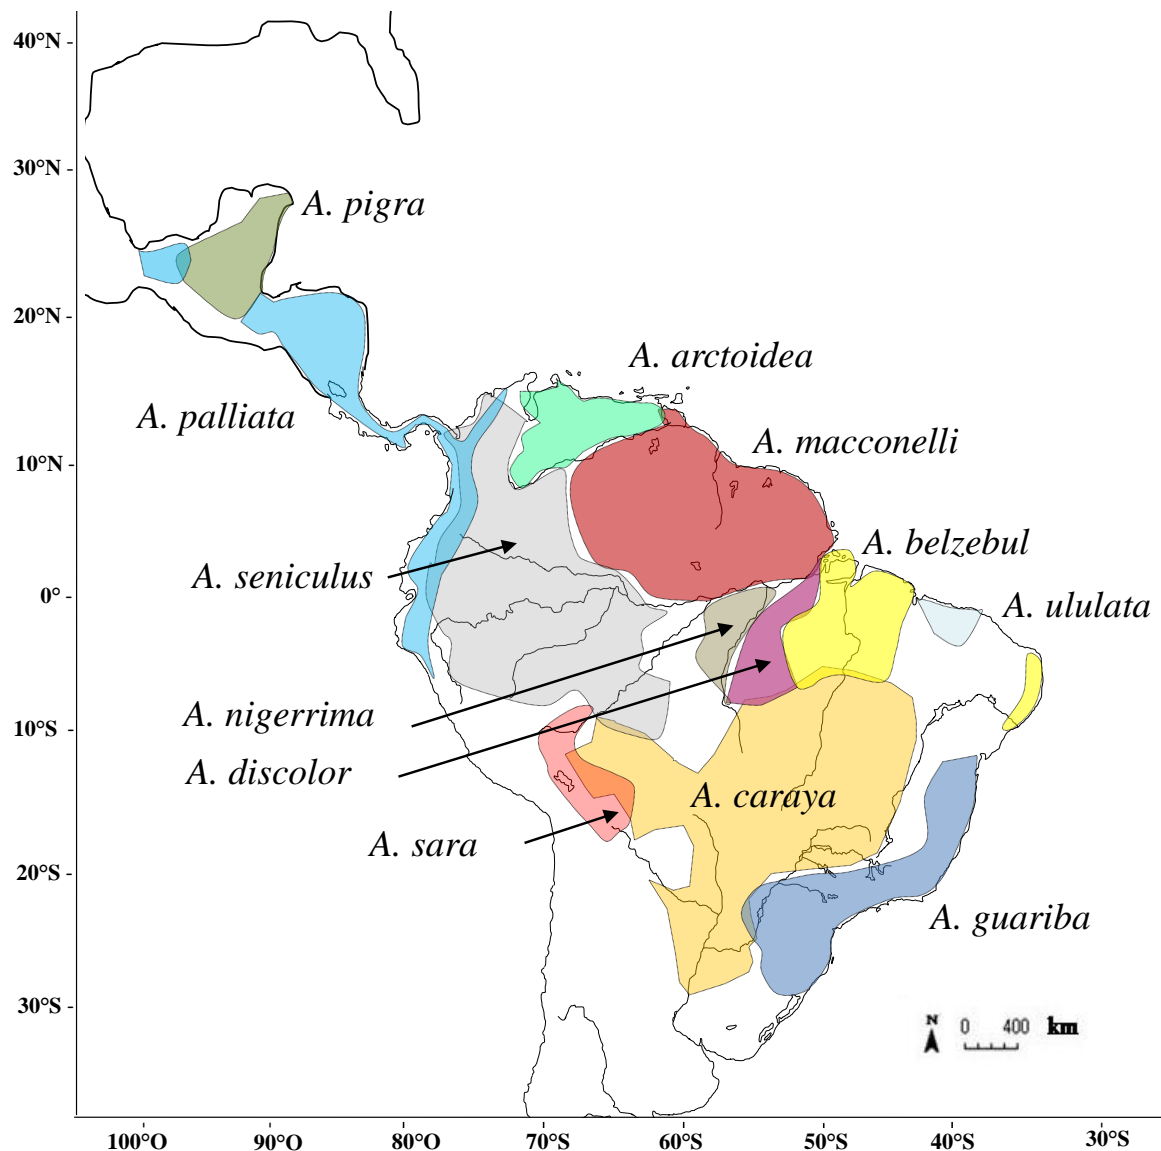 40°N -
30°N -
A. pigra
20°N -
A. arctoidea
A. palliata
A. macconelli
10°N -
A. belzebul
A. seniculus
0° -
A. ululata
A. nigerrima
10°S -
A. discolor
A. caraya
A. sara
20°S -
A. guariba
30°S -
N 0 400 km
100°O 90°O 80°O 70°S 60°S 50°S 40°S 30°S